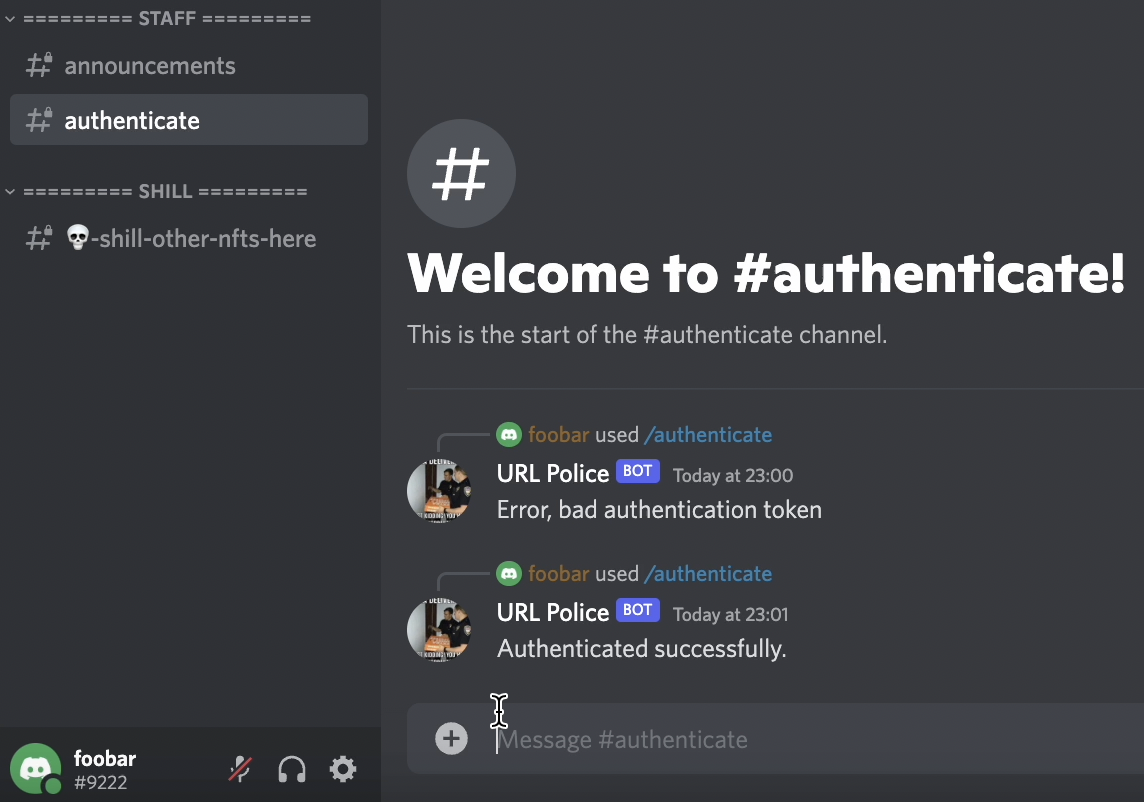 ========= STAFF =========
announcements
authenticate
========= SHILL =========
💀-shill-other-nfts-here
foobar
#9222
Welcome to #authenticate!
This is the start of the #authenticate channel.
foobar used /authenticate
URL Police BOT Today at 23:00
Error, bad authentication token
foobar used /authenticate
URL Police BOT Today at 23:01
Authenticated successfully.
Message #authenticate